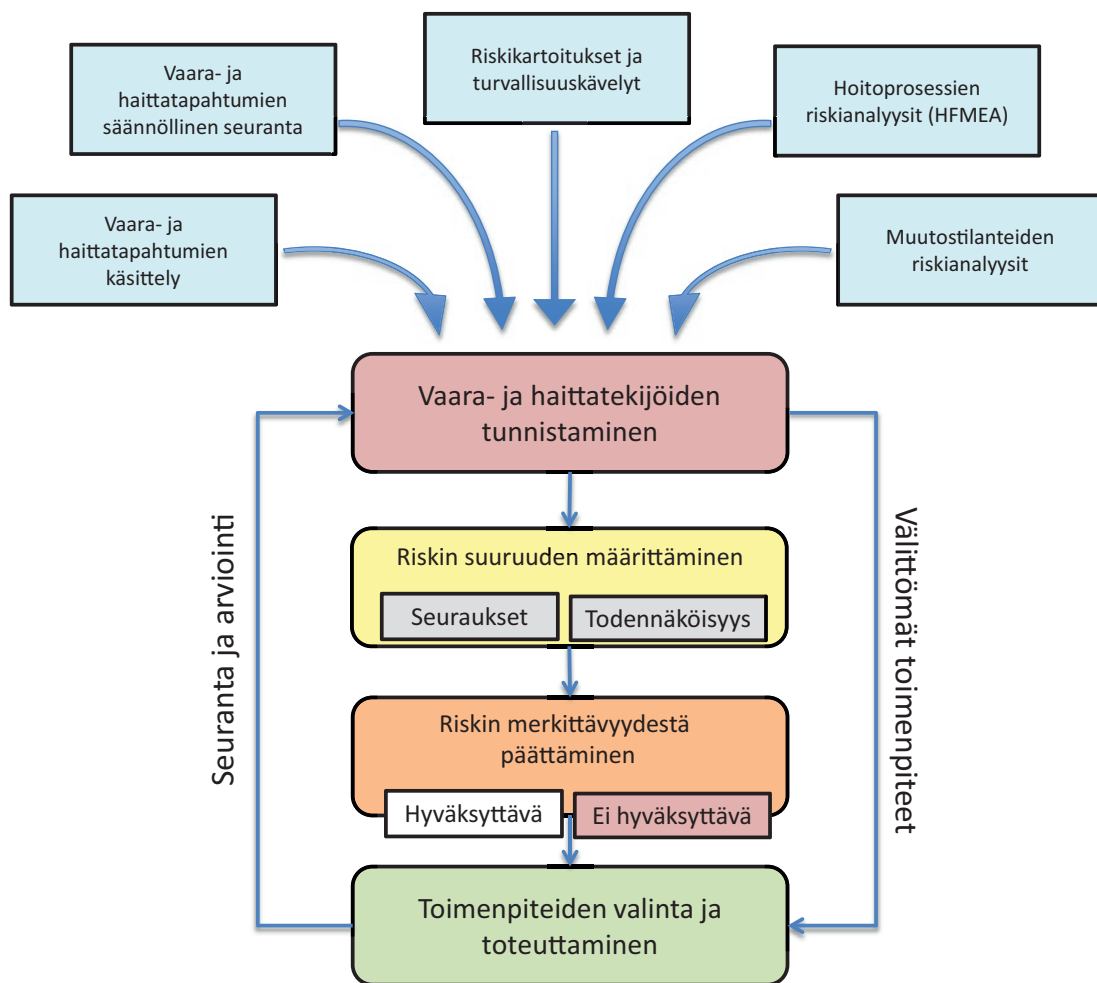 Vaara- ja
haittatapahtumien
säännöllinen seuranta
Riskikartoitukset ja
turvallisuuskävelyt
Hoitoprosessien
riskianalyysit (HFMEA)
Vaara- ja
haittatapahtumien
käsittely
Muutostilanteiden
riskianalyysit
Vaara- ja haittatekijöiden
tunnistaminen
Seuranta ja arviointi
Välittömät toimenpiteet
Riskin suuruuden määrittäminen
Seuraukset
Todennäköisyys
Riskin merkittävyydestä
päättäminen
Hyväksyttävä
Ei hyväksyttävä
Toimenpiteiden valinta ja
toteuttaminen